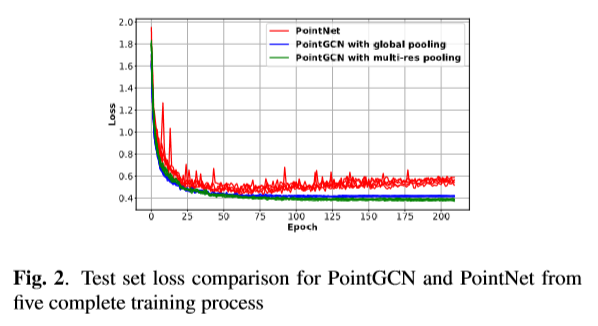 2.0
1.8
1.6
1.4
1.2
1.0
0.8
0.6
0.4
Loss
PointNet
PointGCN with global pooling
PointGCN with multi-res pooling
0 25 50 75 100 125 150 175 200
Epoch
Fig. 2. Test set loss comparison for PointGCN and PointNet from
five complete training process